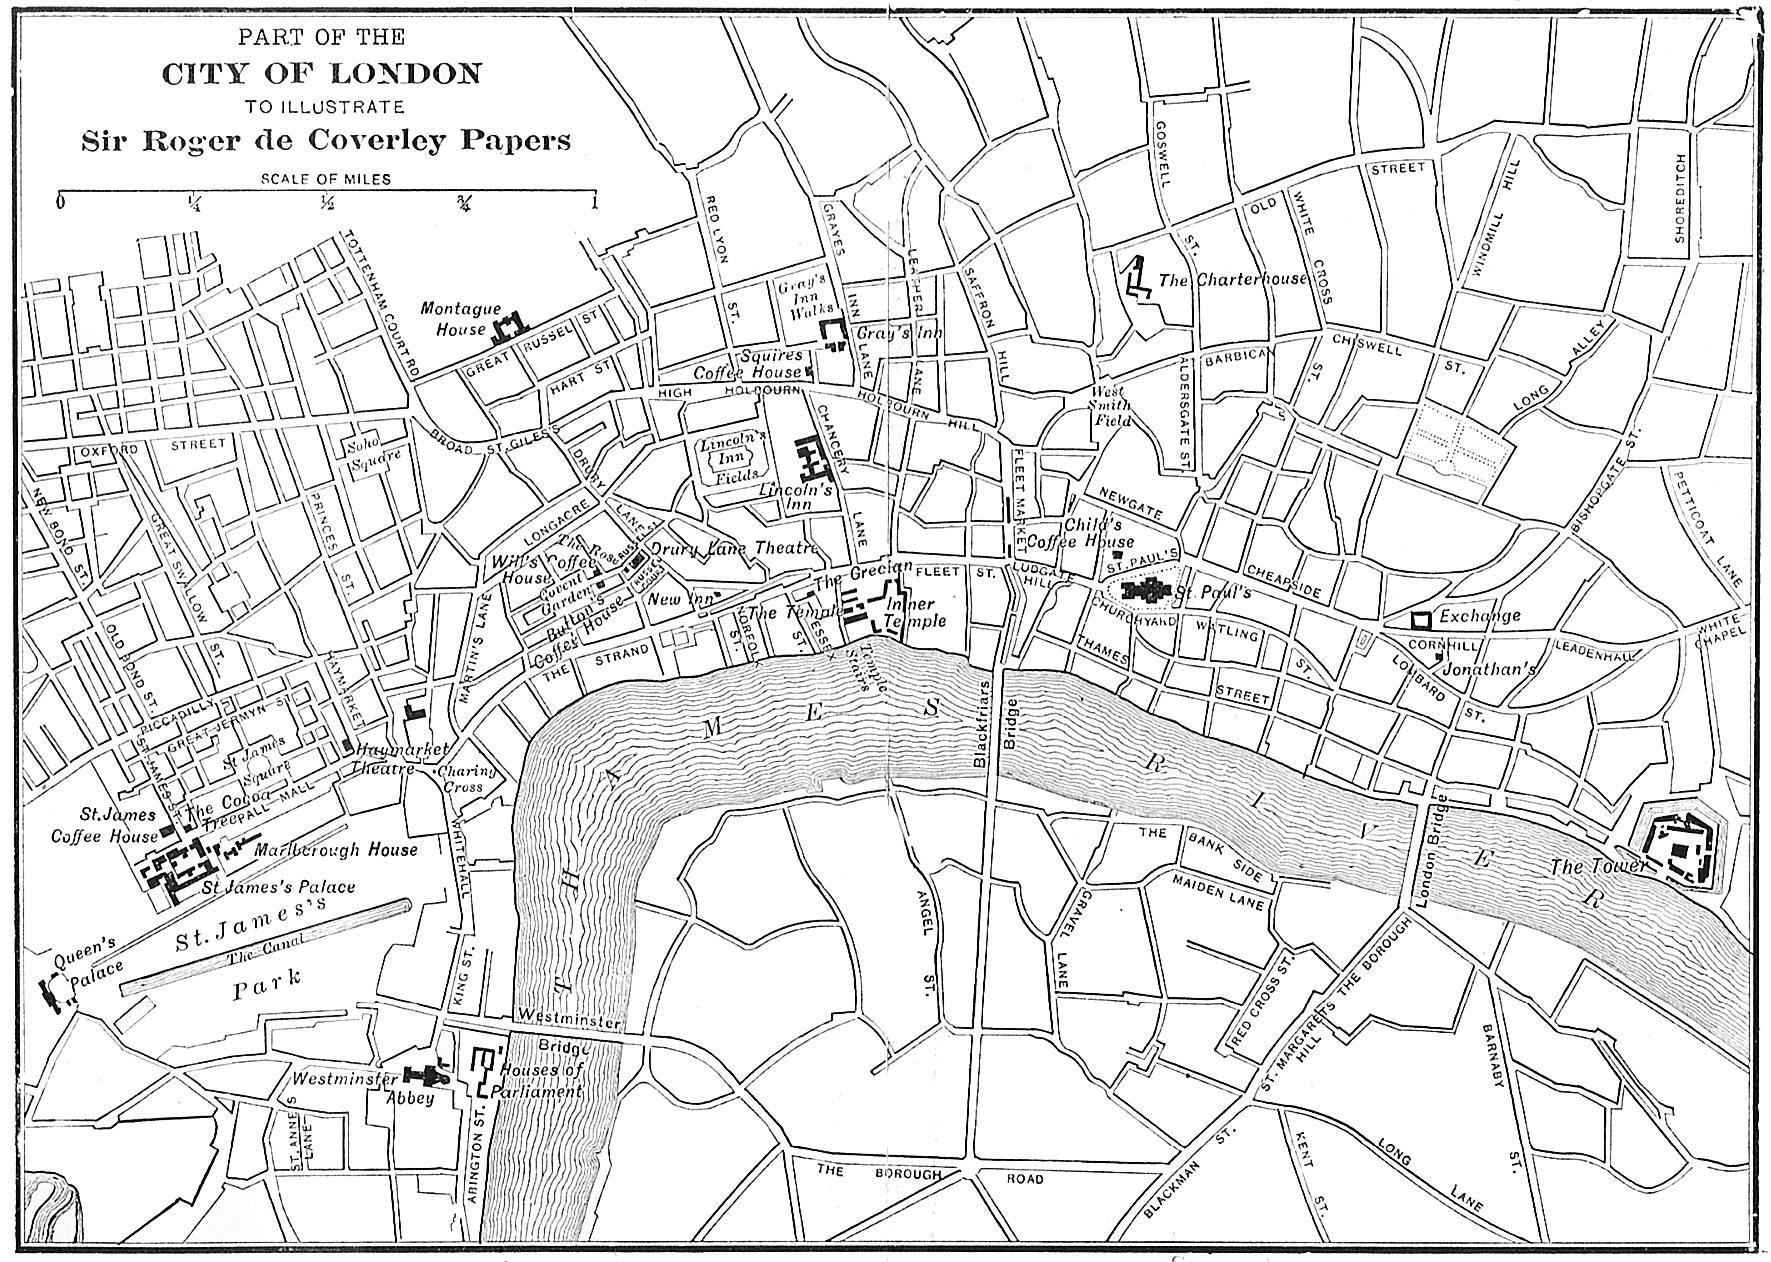 PART OF THE
CITY OF LONDON
TO ILLUSTRATE
Sir Roger de Coverley Papers
SCALE OF MILES
0 ¼ ½ ¾ 1
TOTTENHAM COURT RD
RED LYON
ST.
GRAYES
INN
LANE
LEATHER
LANE
SAFFRON
HILL
GOSWELL
ST.
OLD
STREET
WHITE
CROSS
ST.
WINDMILL HILL
SHOREDITCH
The Charterhouse
Montague
House
GREAT RUSSEL ST.
HART ST.
Gray's
Inn
Walks
Gray's Inn
Squires
Coffee House
HIGH HOLBOURN
HOLBOURN
HILL
West
Smith
Field
ALDERSGATE ST.
BARBICAN
CHISWELL
ST.
LONG ALLEY
BISHOPGATE ST.
PETTICOAT LANE
OXFORD STREET
Soho
Square
BROAD ST. GILES'S
DRURY
LANE
Lincoln's
Inn
Fields
CHANCERY
LANE
Lincoln's
Inn
FLEET MARKET
NEWGATE
Child's
Coffee House
ST. PAUL'S
St. Paul's
CHURCHYARD
CHEAPSIDE
Exchange
CORNHILL
Jonathan's
LEADENHALL
WHITE
CHAPEL
NEW BOND ST.
GREAT SWALLOW
ST.
PRINCES
ST.
LONGACRE
The Rose
RUSSEL ST.
Drury Lane Theatre
Will's Coffee
House
Covent
Garden
RUSSEL
COURT
Button's
Coffee House
New Inn
The Grecian
FLEET ST.
LUDGATE
HILL
The Temple
Inner
Temple
NORFOLK
ST.
ESSEX
ST.
Temple
Stairs
THE STRAND
MARTIN'S LANE
OLD BOND ST.
HAYMARKET
WATLING
ST.
LOMBARD
ST.
THAMES
STREET
PICCADILLY
GREAT JERMYN ST.
St James
Square
Haymarket
Theatre
Charing
Cross
ST. JAMES ST.
The Cocoa
Tree
PALL MALL
St. James
Coffee House
Marlborough House
St James's Palace
WHITEHALL
THAMES RIVER
Blackfriars
Bridge
London Bridge
The Tower
St. James's
Park
The Canal
Queen's
Palace
KING ST.
Westminster
Bridge
Westminster
Abbey
Houses of
Parliament
ST. ANNE'S
LANE
ABINGTON ST.
THE BANK SIDE
MAIDEN LANE
ANGEL
ST.
GRAVEL
LANE
RED CROSS ST.
THE BOROUGH
ST. MARGARETS
HILL
BARNABY
ST.
THE BOROUGH ROAD
BLACKMAN ST.
KENT
ST.
LONG
LANE